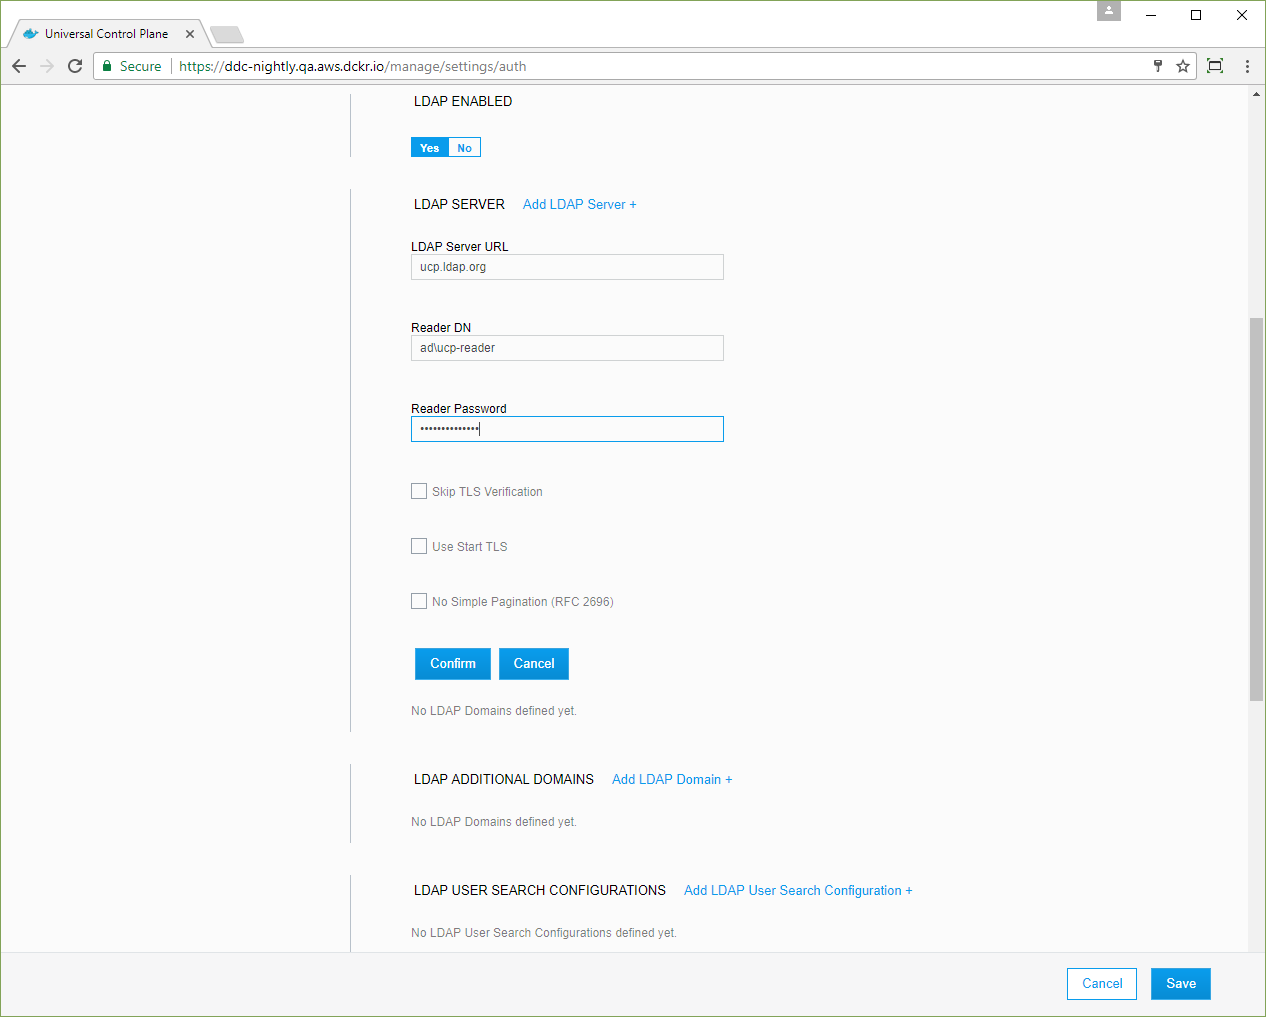 Universal Control Plane
Secure https://ddc-nightly.qa.aws.dckr.io/manage/settings/auth
LDAP ENABLED
Yes No
LDAP SERVER Add LDAP Server +
LDAP Server URL
ucp.ldap.org
Reader DN
ad\ucp-reader
Reader Password
••••••••••••••
Skip TLS Verification
Use Start TLS
No Simple Pagination (RFC 2696)
Confirm Cancel
No LDAP Domains defined yet.
LDAP ADDITIONAL DOMAINS Add LDAP Domain +
No LDAP Domains defined yet.
LDAP USER SEARCH CONFIGURATIONS Add LDAP User Search Configuration +
No LDAP User Search Configurations defined yet.
Cancel Save